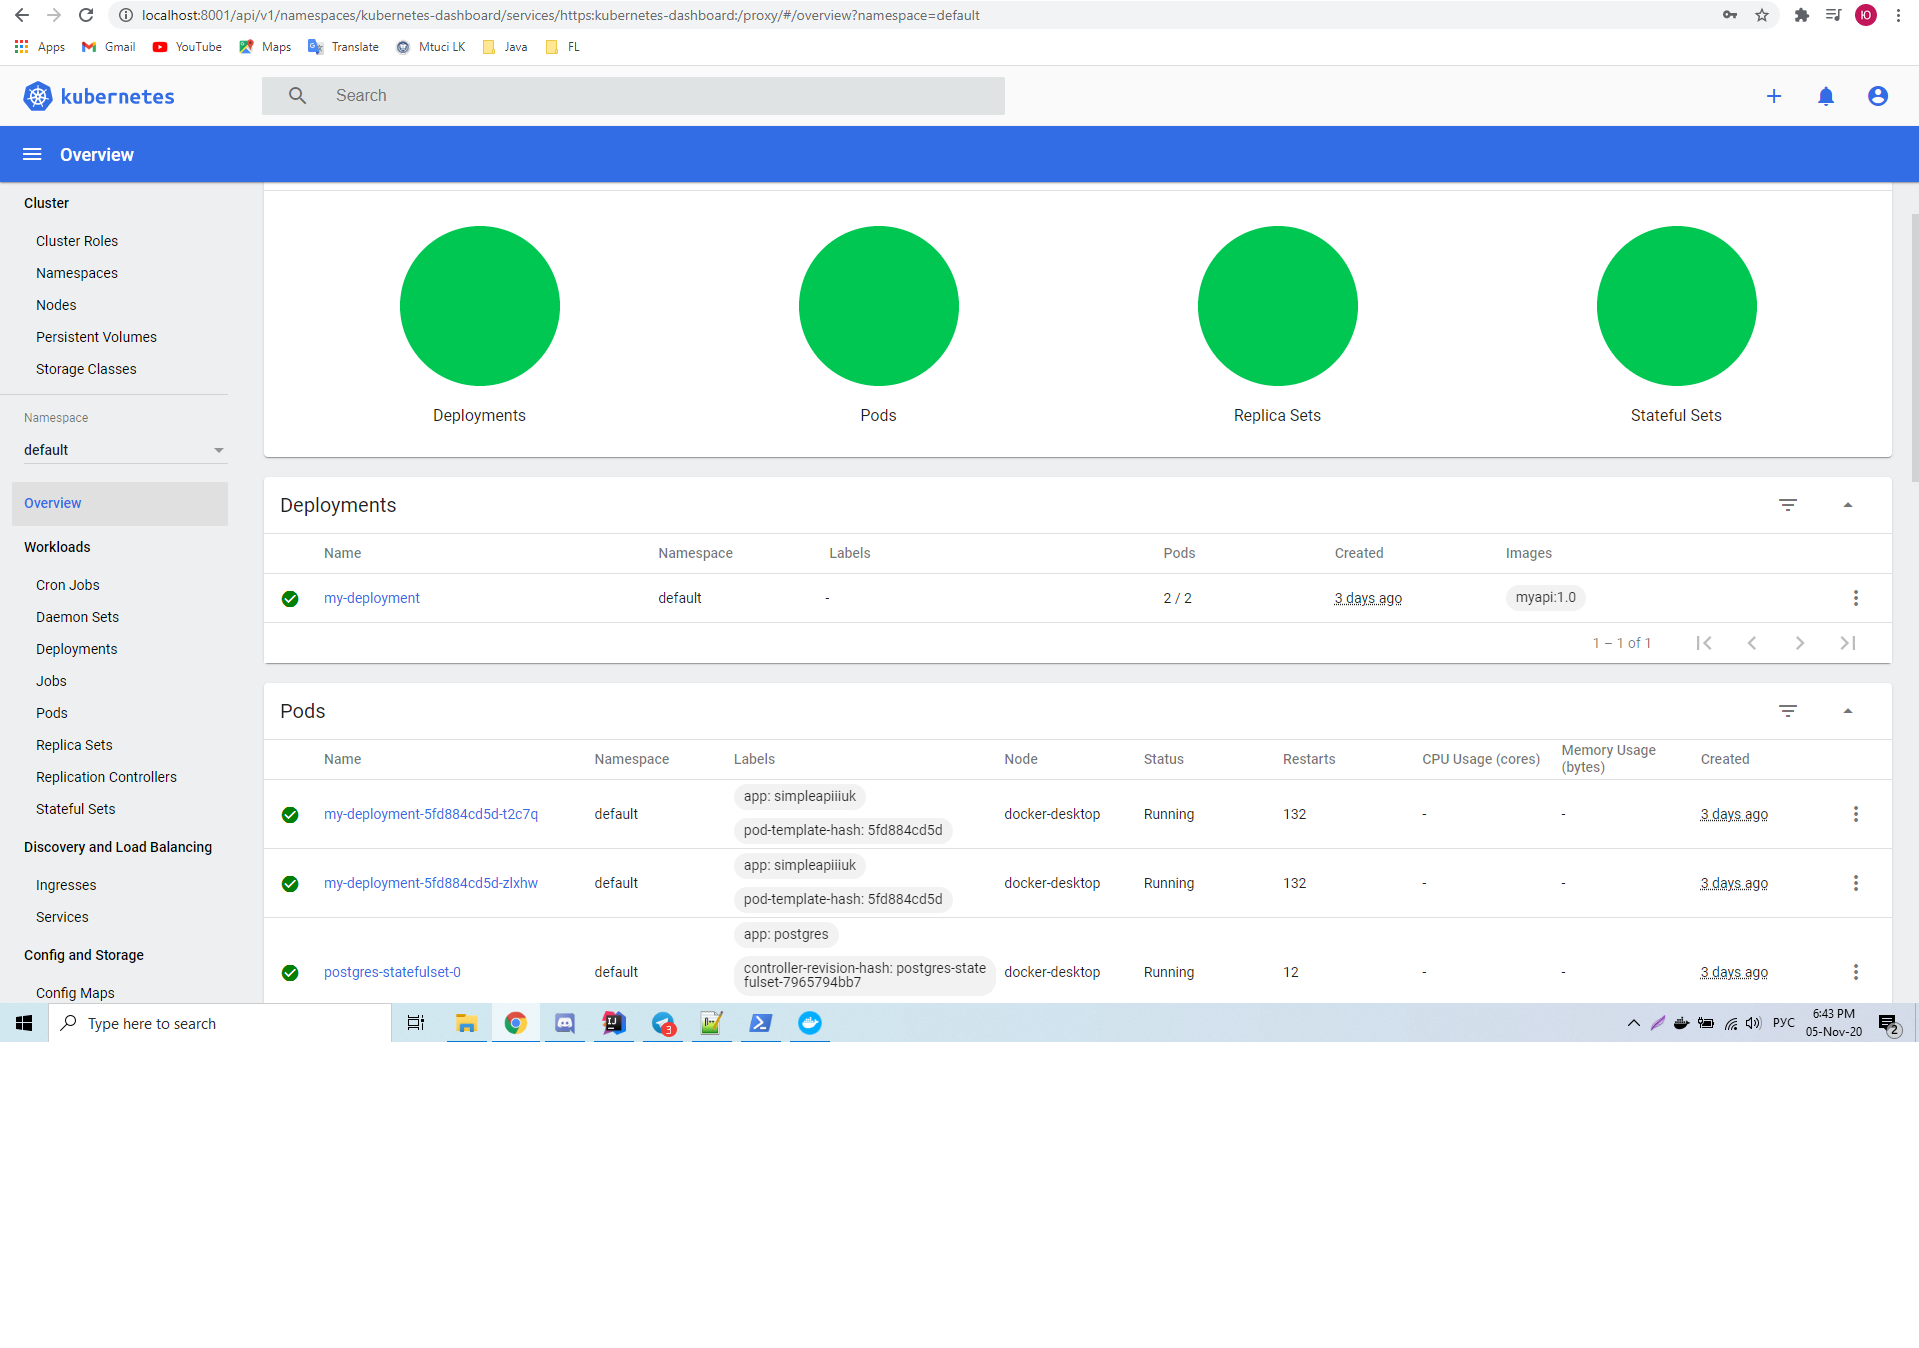 localhost:8001/api/v1/namespaces/kubernetes-dashboard/services/https:kubernetes-dashboard:/proxy/#/overview?namespace=default
Ю
Apps Gmail YouTube Maps Translate Mtuci LK Java FL
kubernetes Search
Overview
Cluster
Cluster Roles
Namespaces
Nodes
Persistent Volumes
Storage Classes
Namespace
default
Overview
Workloads
Cron Jobs
Daemon Sets
Deployments
Jobs
Pods
Replica Sets
Replication Controllers
Stateful Sets
Discovery and Load Balancing
Ingresses
Services
Config and Storage
Config Maps
Deployments Pods Replica Sets Stateful Sets
Deployments
Name Namespace Labels Pods Created Images
my-deployment default - 2 / 2 3 days ago myapi:1.0
1 – 1 of 1
Pods
Name Namespace Labels Node Status Restarts CPU Usage (cores) Memory Usage (bytes) Created
my-deployment-5fd884cd5d-t2c7q default app: simpleapiiiuk docker-desktop Running 132 - - 3 days ago
pod-template-hash: 5fd884cd5d
my-deployment-5fd884cd5d-zlxhw default app: simpleapiiiuk docker-desktop Running 132 - - 3 days ago
pod-template-hash: 5fd884cd5d
app: postgres
postgres-statefulset-0 default controller-revision-hash: postgres-state docker-desktop Running 12 - - 3 days ago
fulset-7965794bb7
Type here to search
3
РУС
6:43 PM
05-Nov-20
2